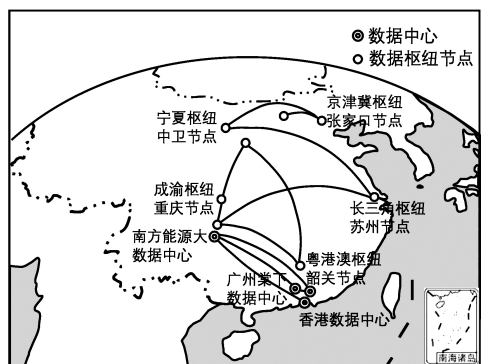 数据中心
数据枢纽节点
京津冀枢纽
张家口节点
宁夏枢纽
中卫节点
成渝枢纽
重庆节点
长三角枢纽
苏州节点
南方能源大
数据中心
粤港澳枢纽
韶关节点
广州棠下
数据中心
香港数据中心
南海诸岛